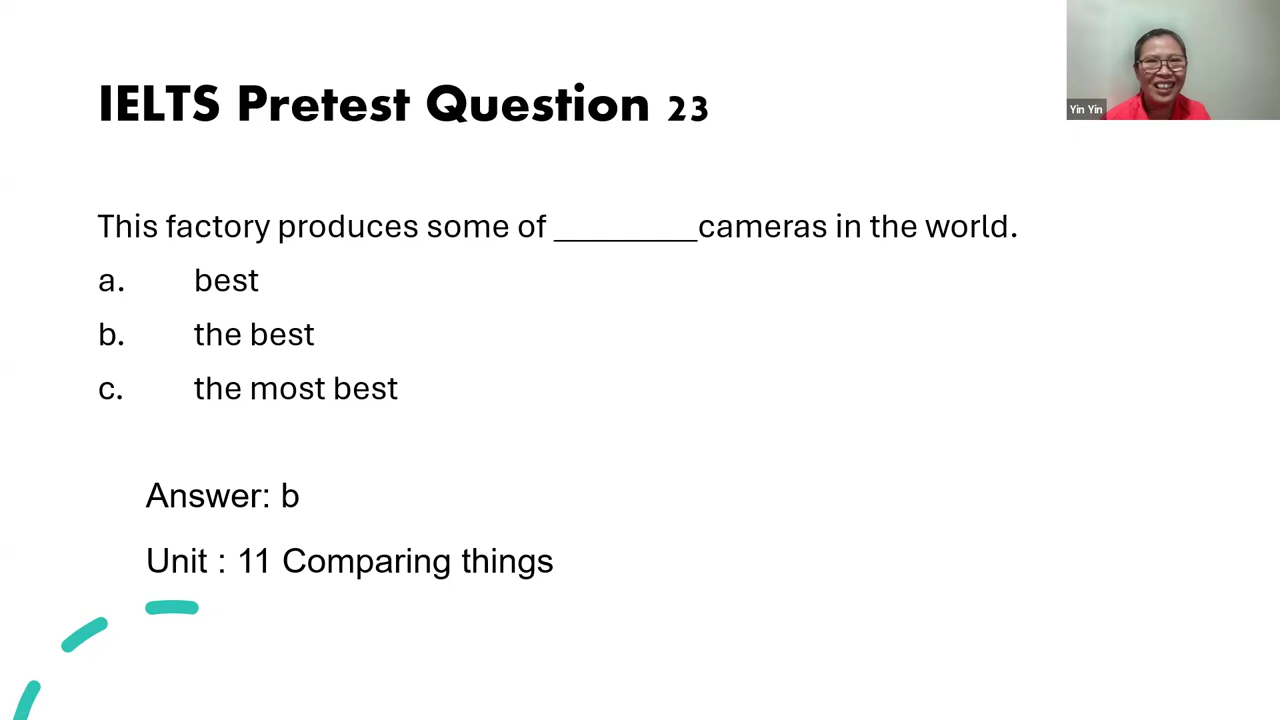 IELTS Pretest Question 23
Yin Yin
This factory produces some of _________cameras in the world.
a. best
b. the best
c. the most best
Answer: b
Unit : 11 Comparing things